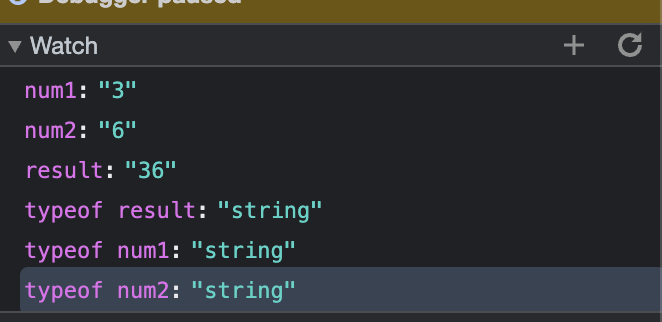 Debugger paused
Watch
num1: "3"
num2: "6"
result: "36"
typeof result: "string"
typeof num1: "string"
typeof num2: "string"